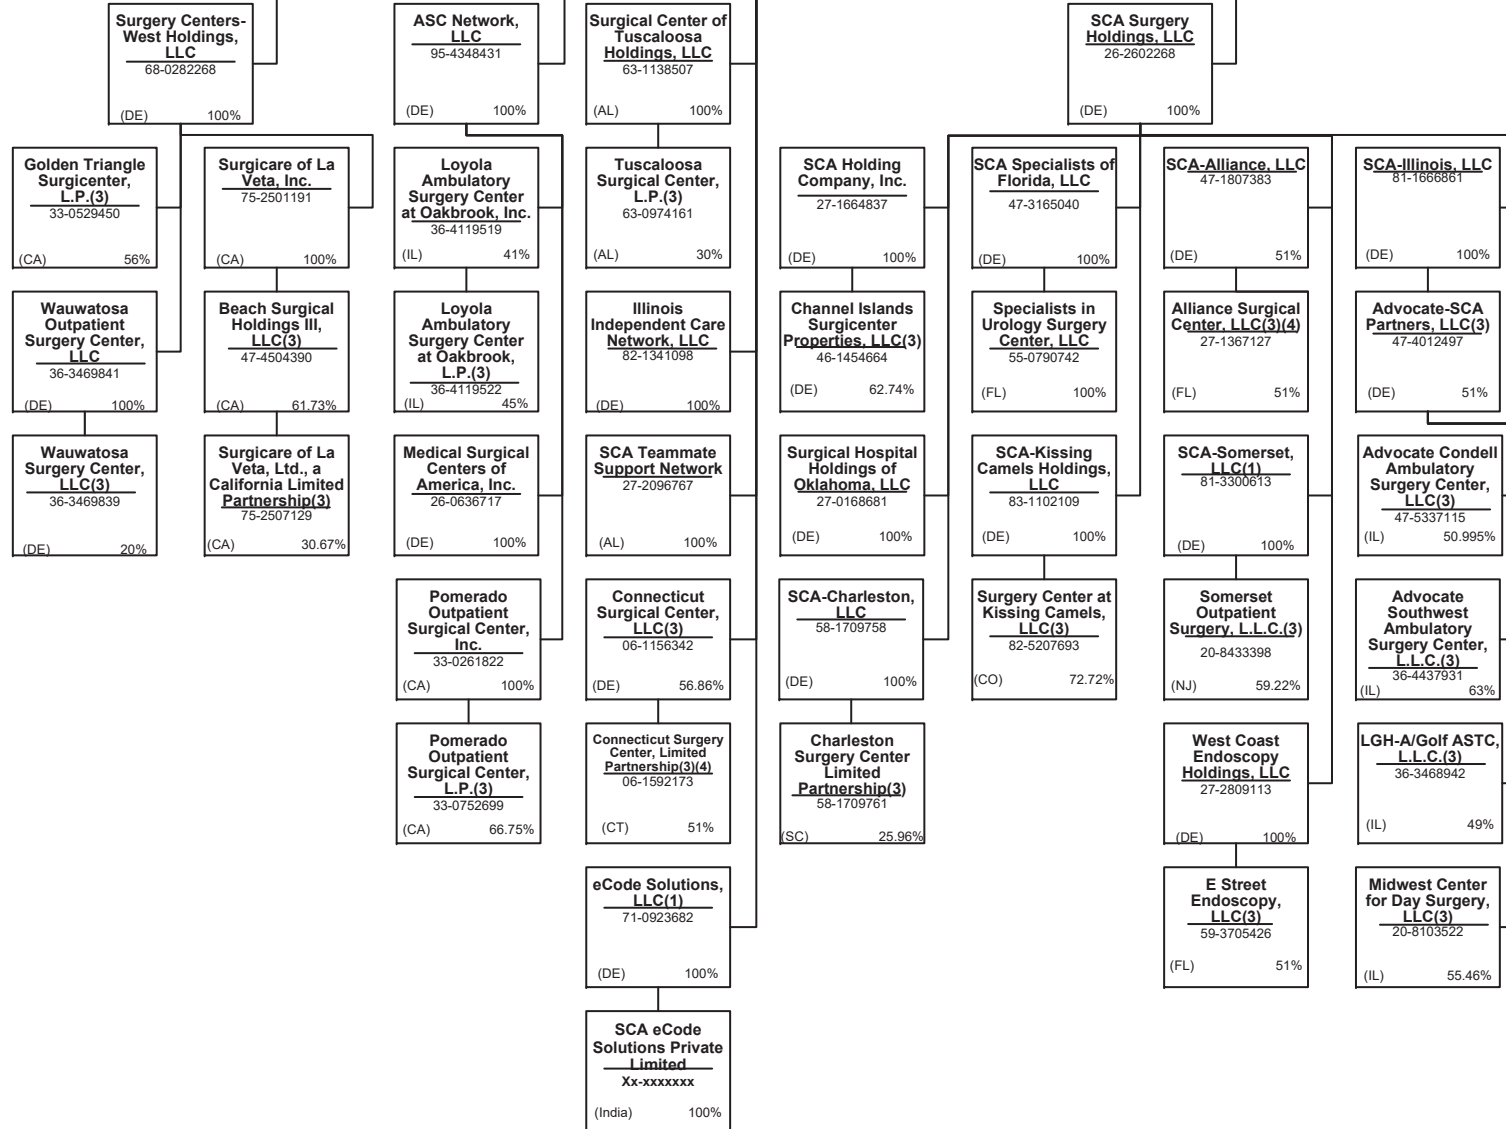 Surgery Centers-
West Holdings,
LLC
68-0282268
(DE) 100%
ASC Network,
LLC
95-4348431
(DE) 100%
Surgical Center of
Tuscaloosa
Holdings, LLC
63-1138507
(AL) 100%
SCA Surgery
Holdings, LLC
26-2602268
(DE) 100%
Golden Triangle
Surgicenter,
L.P.(3)
33-0529450
(CA) 56%
Surgicare of La
Veta, Inc.
75-2501191
(CA) 100%
Loyola
Ambulatory
Surgery Center
at Oakbrook, Inc.
36-4119519
(IL) 41%
Tuscaloosa
Surgical Center,
L.P.(3)
63-0974161
(AL) 30%
SCA Holding
Company, Inc.
27-1664837
(DE) 100%
SCA Specialists of
Florida, LLC
47-3165040
(DE) 100%
SCA-Alliance, LLC
47-1807383
(DE) 51%
SCA-Illinois, LLC
81-1666861
(DE) 100%
Wauwatosa
Outpatient
Surgery Center,
LLC
36-3469841
(DE) 100%
Beach Surgical
Holdings III,
LLC(3)
47-4504390
(CA) 61.73%
Loyola
Ambulatory
Surgery Center
at Oakbrook,
L.P.(3)
36-4119522
(IL) 45%
Illinois
Independent Care
Network, LLC
82-1341098
(DE) 100%
Channel Islands
Surgicenter
Properties, LLC(3)
46-1454664
(DE) 62.74%
Specialists in
Urology Surgery
Center, LLC
55-0790742
(FL) 100%
Alliance Surgical
Center, LLC(3)(4)
27-1367127
(FL) 51%
Advocate-SCA
Partners, LLC(3)
47-4012497
(DE) 51%
Wauwatosa
Surgery Center,
LLC(3)
36-3469839
(DE) 20%
Surgicare of La
Veta, Ltd., a
California Limited
Partnership(3)
75-2507129
(CA) 30.67%
Medical Surgical
Centers of
America, Inc.
26-0636717
(DE) 100%
SCA Teammate
Support Network
27-2096767
(AL) 100%
Surgical Hospital
Holdings of
Oklahoma, LLC
27-0168681
(DE) 100%
SCA-Kissing
Camels Holdings,
LLC
83-1102109
(DE) 100%
SCA-Somerset,
LLC(1)
81-3300613
(DE) 100%
Advocate Condell
Ambulatory
Surgery Center,
LLC(3)
47-5337115
(IL) 50.995%
Pomerado
Outpatient
Surgical Center,
Inc.
33-0261822
(CA) 100%
Connecticut
Surgical Center,
LLC(3)
06-1156342
(DE) 56.86%
SCA-Charleston,
LLC
58-1709758
(DE) 100%
Surgery Center at
Kissing Camels,
LLC(3)
82-5207693
(CO) 72.72%
Somerset
Outpatient
Surgery, L.L.C.(3)
20-8433398
(NJ) 59.22%
Advocate
Southwest
Ambulatory
Surgery Center,
L.L.C.(3)
36-4437931
(IL) 63%
Pomerado
Outpatient
Surgical Center,
L.P.(3)
33-0752699
(CA) 66.75%
Connecticut Surgery
Center, Limited
Partnership(3)(4)
06-1592173
(CT) 51%
Charleston
Surgery Center
Limited
Partnership(3)
58-1709761
(SC) 25.96%
West Coast
Endoscopy
Holdings, LLC
27-2809113
(DE) 100%
LGH-A/Golf ASTC,
L.L.C.(3)
36-3468942
(IL) 49%
eCode Solutions,
LLC(1)
71-0923682
(DE) 100%
E Street
Endoscopy,
LLC(3)
59-3705426
(FL) 51%
Midwest Center
for Day Surgery,
LLC(3)
20-8103522
(IL) 55.46%
SCA eCode
Solutions Private
Limited
Xx-xxxxxxx
(India) 100%